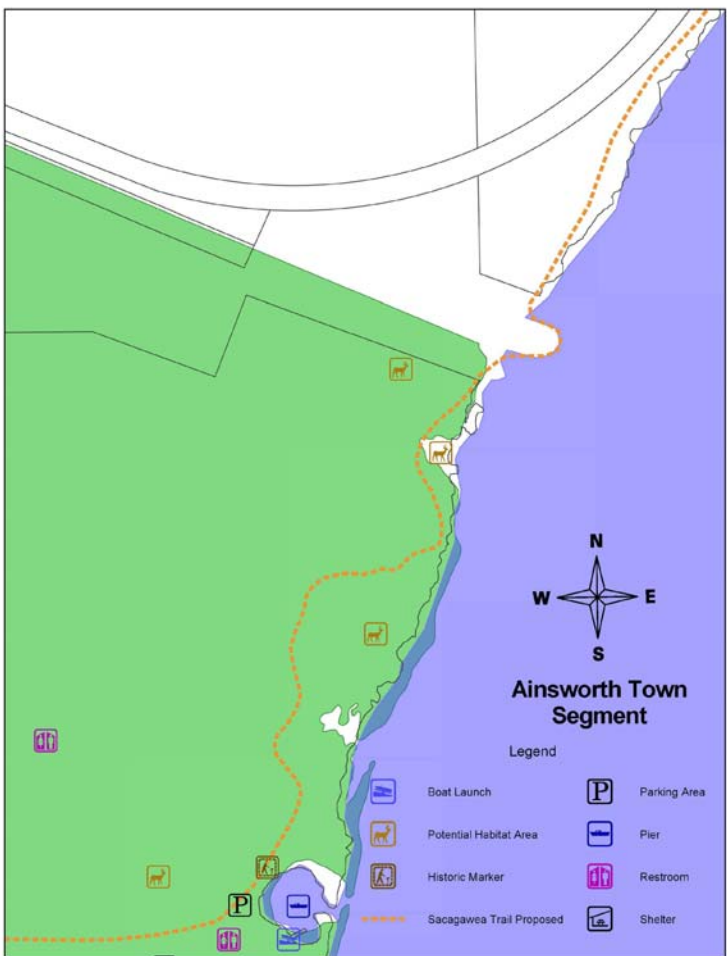 N
W E
S
Ainsworth Town
Segment
Legend
Boat Launch
P Parking Area
Potential Habitat Area
Pier
Historic Marker
Restroom
P
Sacagawea Trail Proposed
Shelter